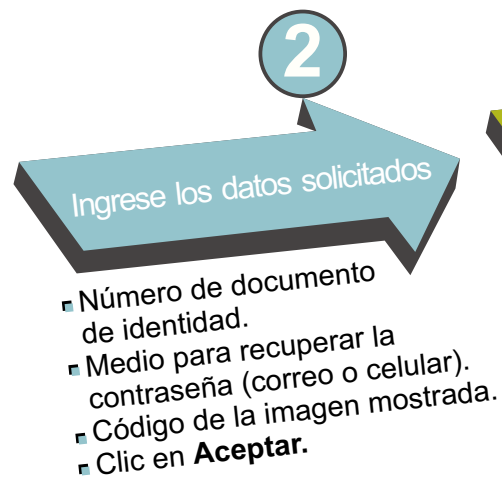 2
Ingrese los datos solicitados
Número de documento
de identidad.
Medio para recuperar la
contraseña (correo o celular).
Código de la imagen mostrada.
Clic en Aceptar.